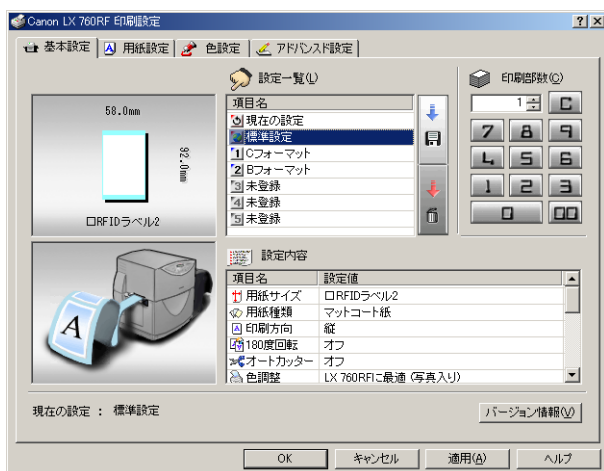 Canon LX 760RF 印刷設定
基本設定 用紙設定 色設定 アドバンスド設定
設定一覧(L)
印刷部数(C)
58.0mm
92.0mm
□RFIDラベル2
項目名
現在の設定
標準設定
1 Cフォーマット
2 Bフォーマット
3 未登録
4 未登録
5 未登録
1 C
7 8 9
4 5 6
1 2 3
0 00
設定内容
項目名 設定値
用紙サイズ □RFIDラベル2
用紙種類 マットコート紙
印刷方向 縦
180度回転 オフ
オートカッター オフ
色調整 LX 760RFに最適 (写真入り)
A
現在の設定 : 標準設定
バージョン情報(V)
OK キャンセル 適用(A) ヘルプ